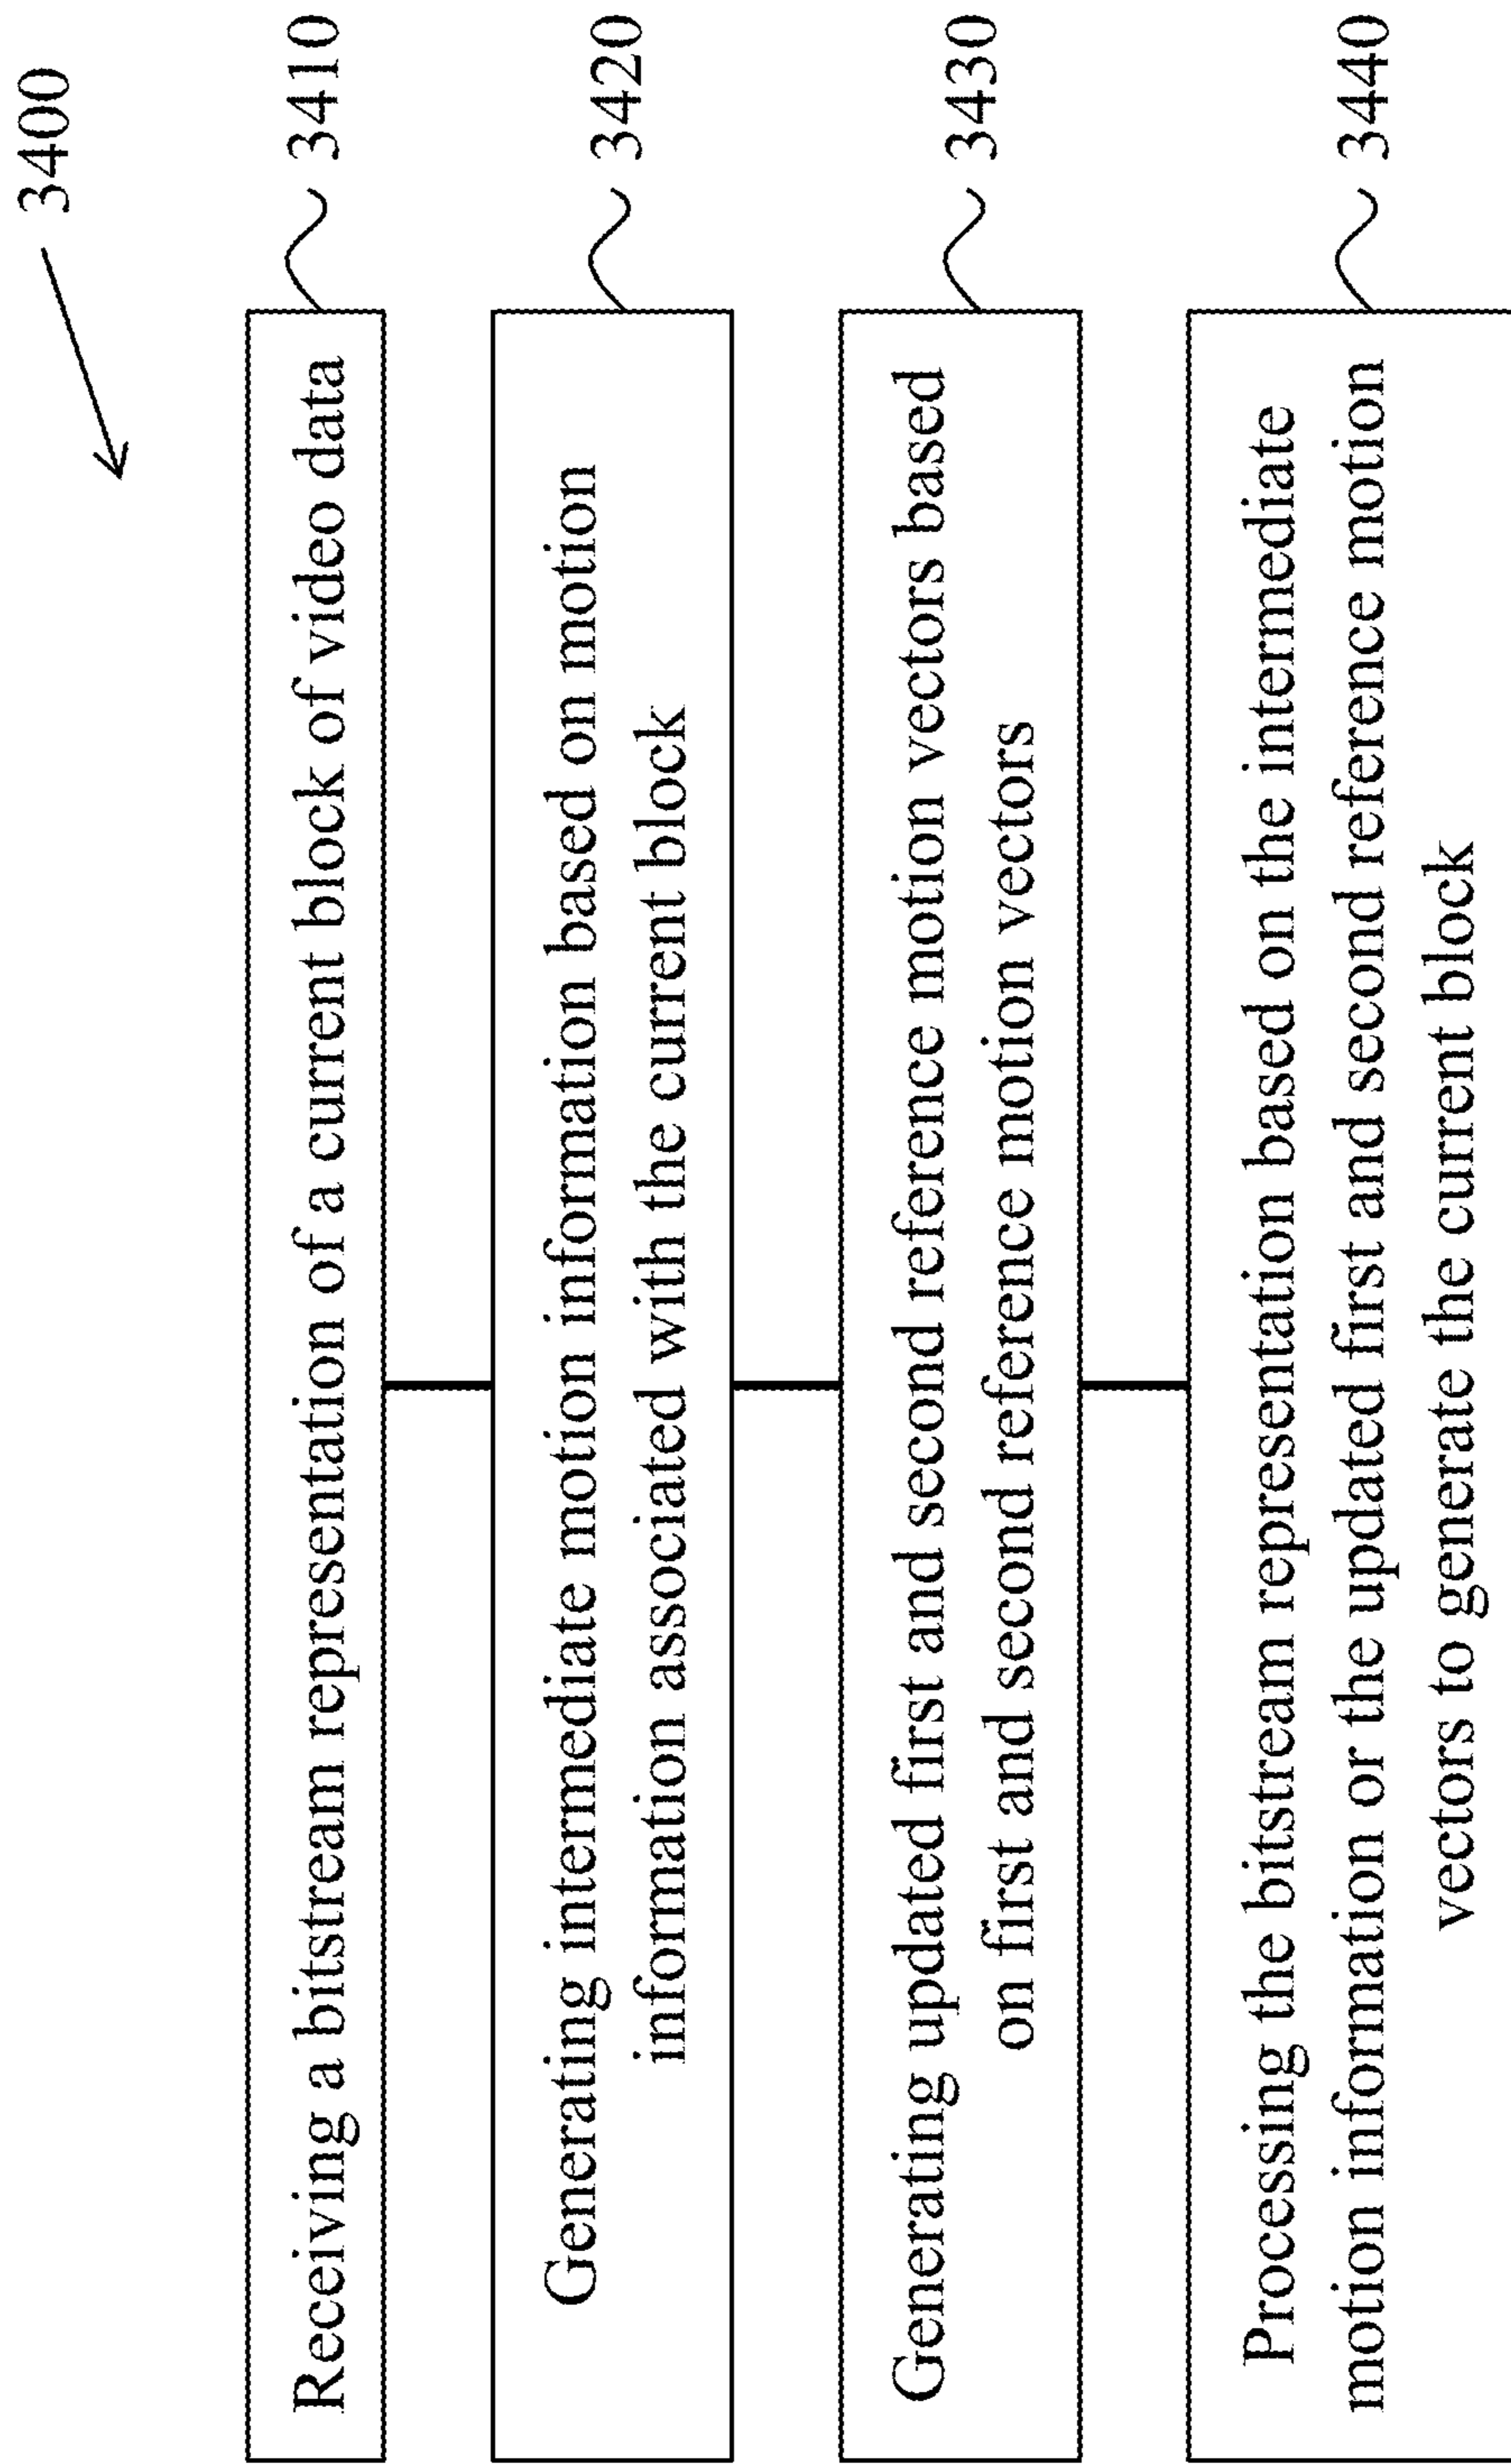 3400
Receiving a bitstream representation of a current block of video data
3410
Generating intermediate motion information based on motion
information associated with the current block
3420
Generating updated first and second reference motion vectors based
on first and second reference motion vectors
3430
Processing the bitstream representation based on the intermediate
motion information or the updated first and second reference motion
vectors to generate the current block
3440